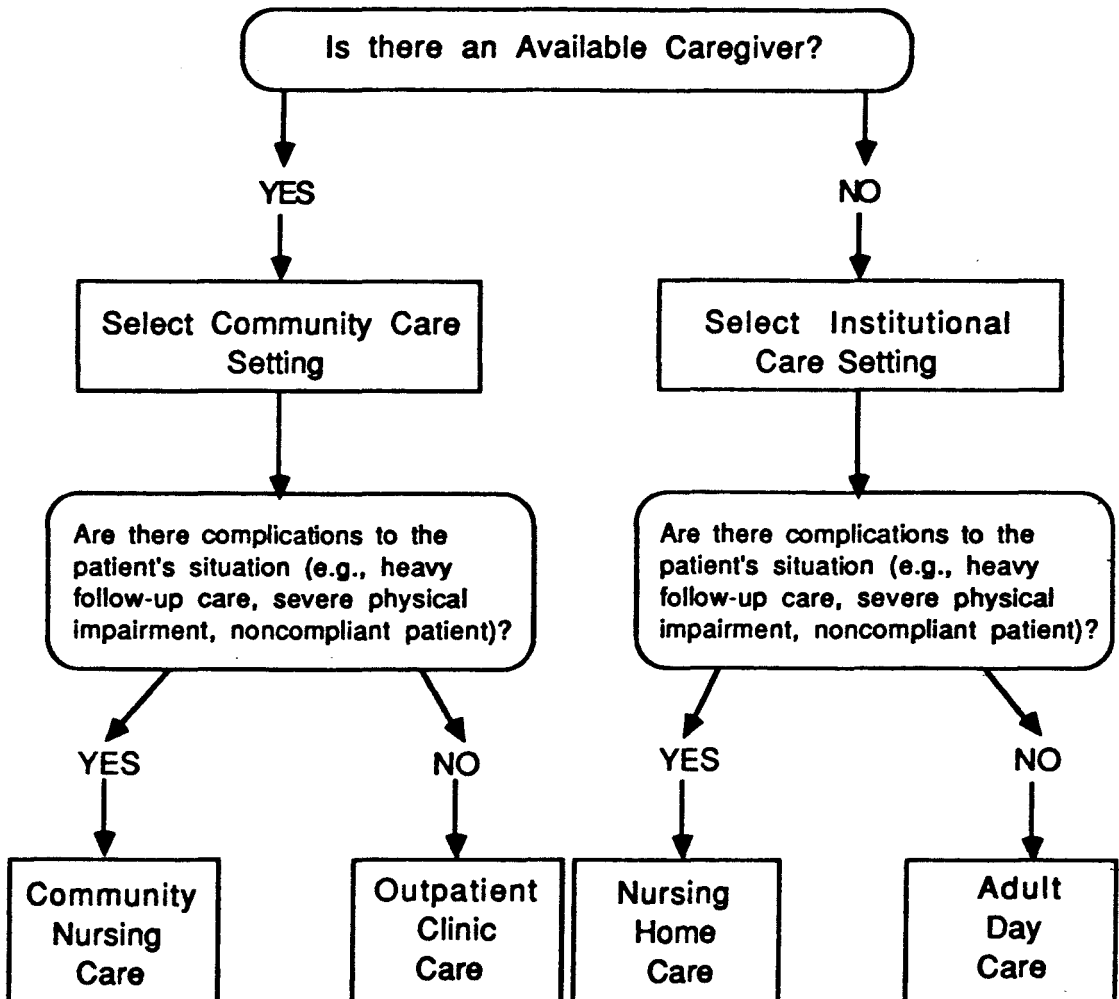 Is there an Available Caregiver?
YES
NO
Select Community Care
Setting
Select Institutional
Care Setting
Are there complications to the
patient's situation (e.g., heavy
follow-up care, severe physical
impairment, noncompliant patient)?
Are there complications to the
patient's situation (e.g., heavy
follow-up care, severe physical
impairment, noncompliant patient)?
YES
NO
YES
NO
Community
Nursing
Care
Outpatient
Clinic
Care
Nursing
Home
Care
Adult
Day
Care